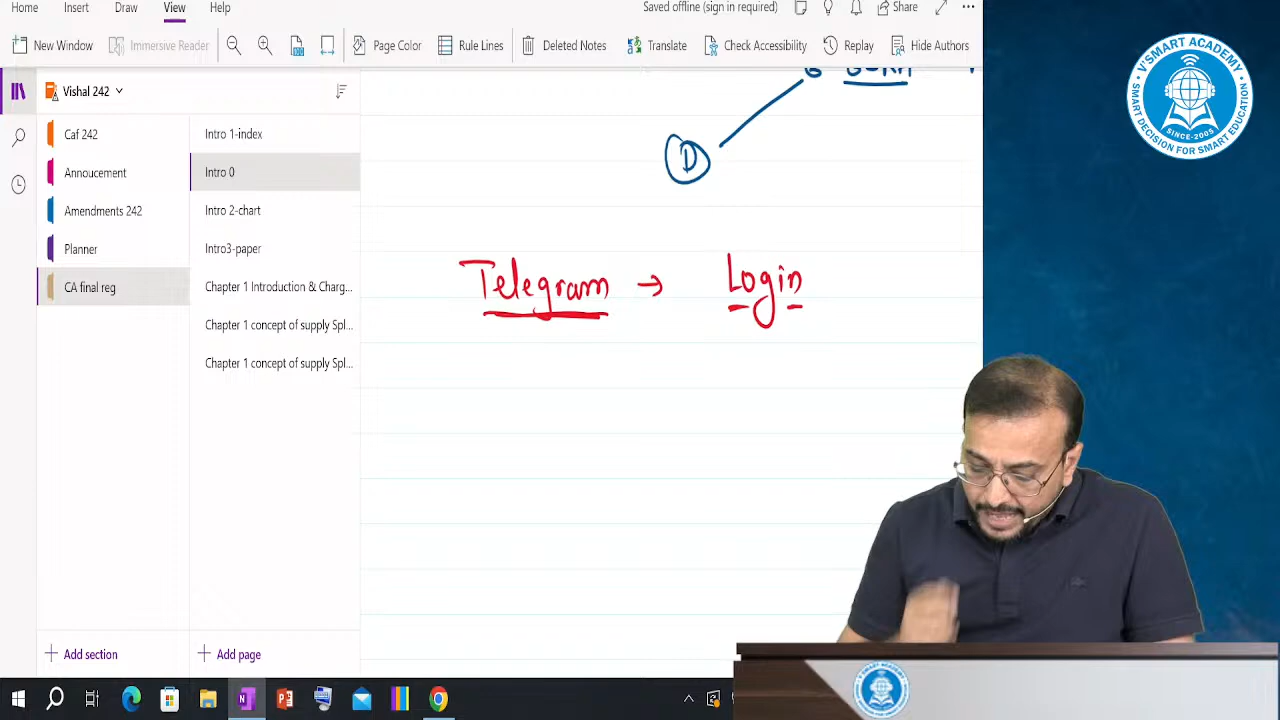 Home Insert Draw View Help Saved offline (sign in required) Share
New Window Immersive Reader Page Color Rule Lines Deleted Notes Translate Check Accessibility Replay Hide Authors
Vishal 242
Caf 242
Annoucement
Amendments 242
Planner
CA final reg
Intro 1-index
Intro 0
Intro 2-chart
Intro3-paper
Chapter 1 Introduction & Charg...
Chapter 1 concept of supply Spl...
Chapter 1 concept of supply Spl...
Add section
Add page
D
Telegram → Login
V'SMART ACADEMY
SINCE-2005
SMART DECISION FOR SMART EDUCATION